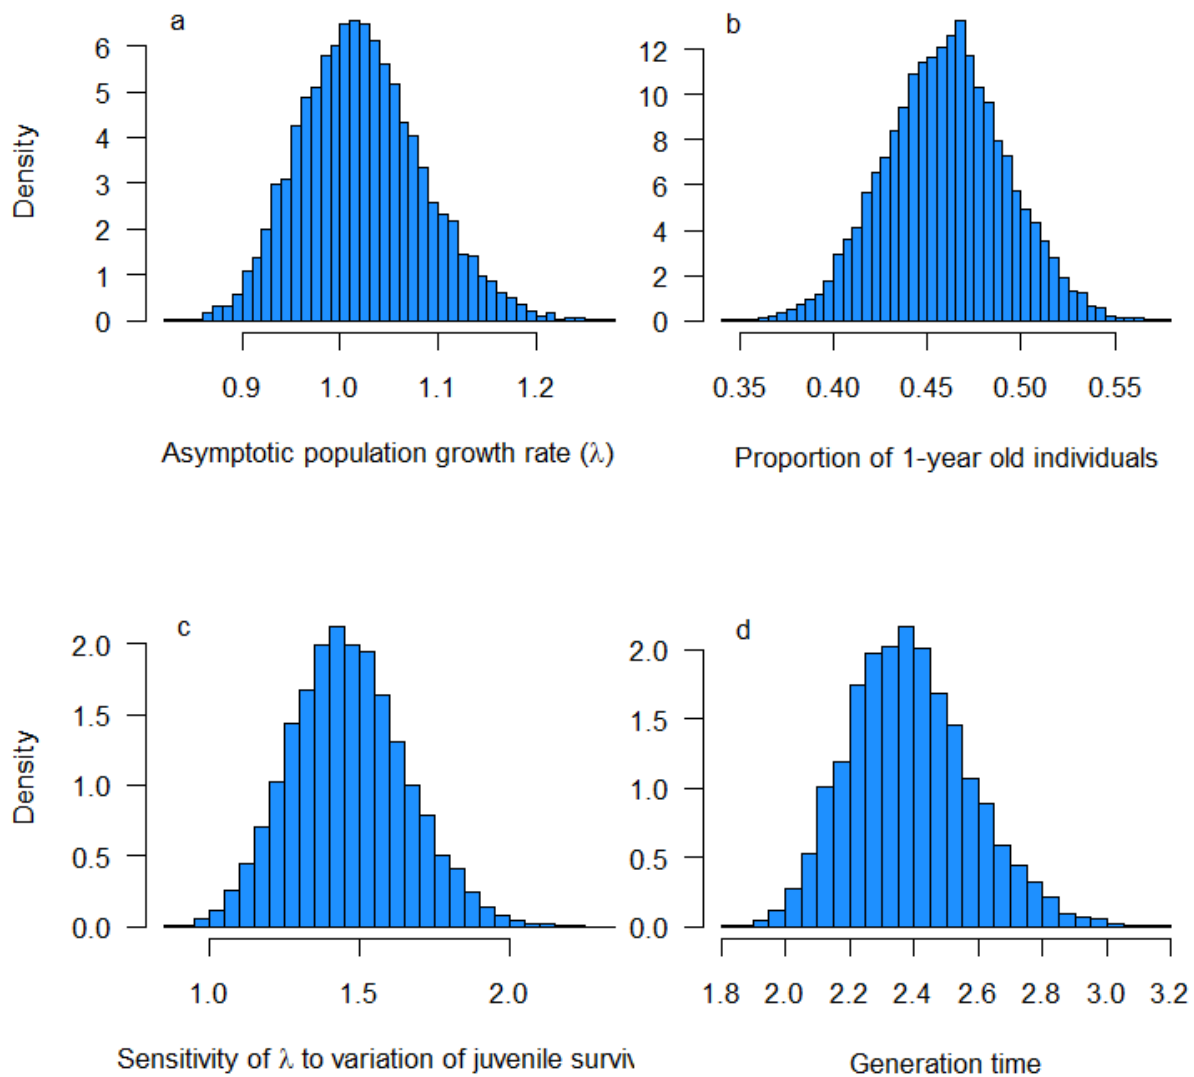 a
Density
6
5
4
3
2
1
0
0.9 1.0 1.1 1.2
Asymptotic population growth rate (λ)
b
12
10
8
6
4
2
0
0.35 0.40 0.45 0.50 0.55
Proportion of 1-year old individuals
c
Density
2.0
1.5
1.0
0.5
0.0
1.0 1.5 2.0
Sensitivity of λ to variation of juvenile surviv
d
2.0
1.5
1.0
0.5
0.0
1.8 2.0 2.2 2.4 2.6 2.8 3.0 3.2
Generation time